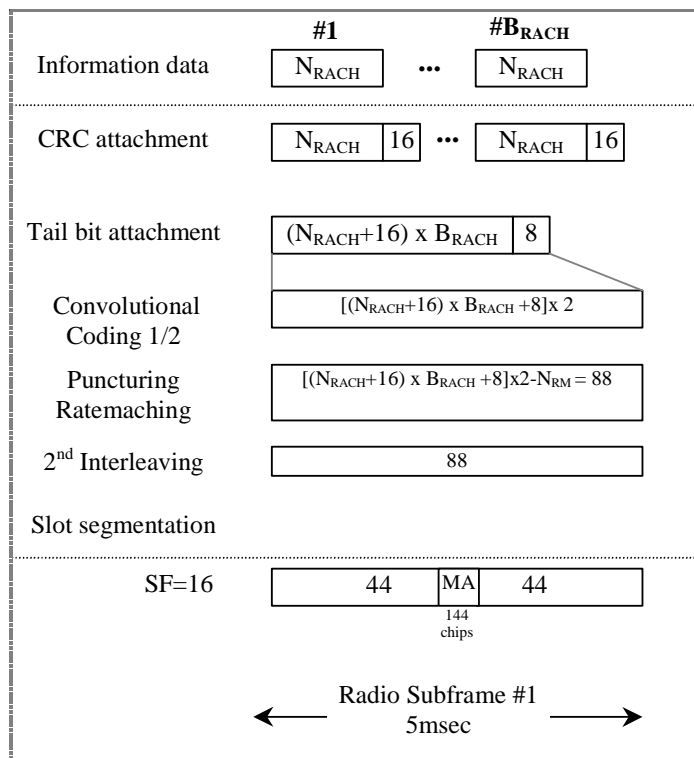 #1 #B_RACH
Information data N_RACH ... N_RACH
CRC attachment N_RACH 16 ... N_RACH 16
Tail bit attachment (N_RACH+16) x B_RACH 8
Convolutional
Coding 1/2
[(N_RACH+16) x B_RACH +8]x 2
Puncturing
Ratemaching
[(N_RACH+16) x B_RACH +8]x2-N_RM = 88
2nd Interleaving 88
Slot segmentation
SF=16 44 MA 44
144
chips
Radio Subframe #1
5msec